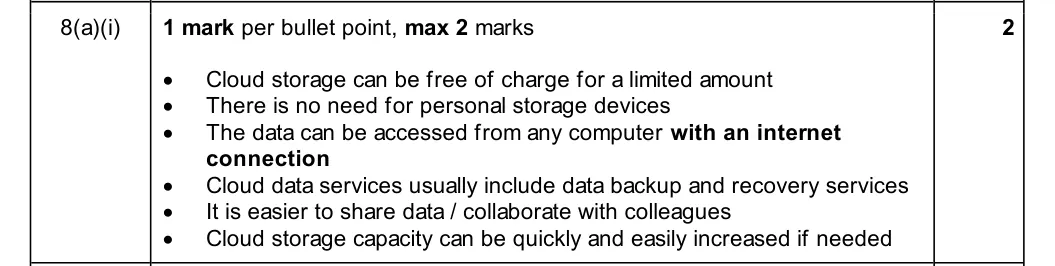 8(a)(i) 1 mark per bullet point, max 2 marks 2
• Cloud storage can be free of charge for a limited amount
• There is no need for personal storage devices
• The data can be accessed from any computer with an internet
connection
• Cloud data services usually include data backup and recovery services
• It is easier to share data / collaborate with colleagues
• Cloud storage capacity can be quickly and easily increased if needed